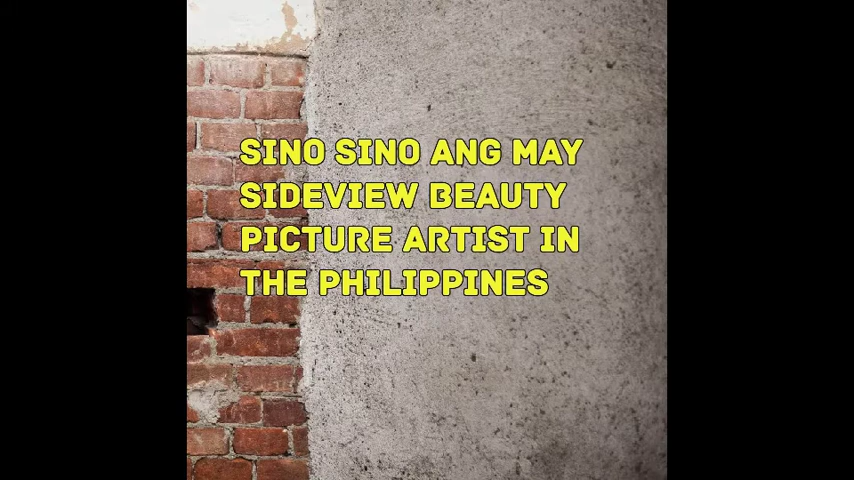 SINO SINO ANG MAY
SIDEVIEW BEAUTY
PICTURE ARTIST IN
THE PHILIPPINES